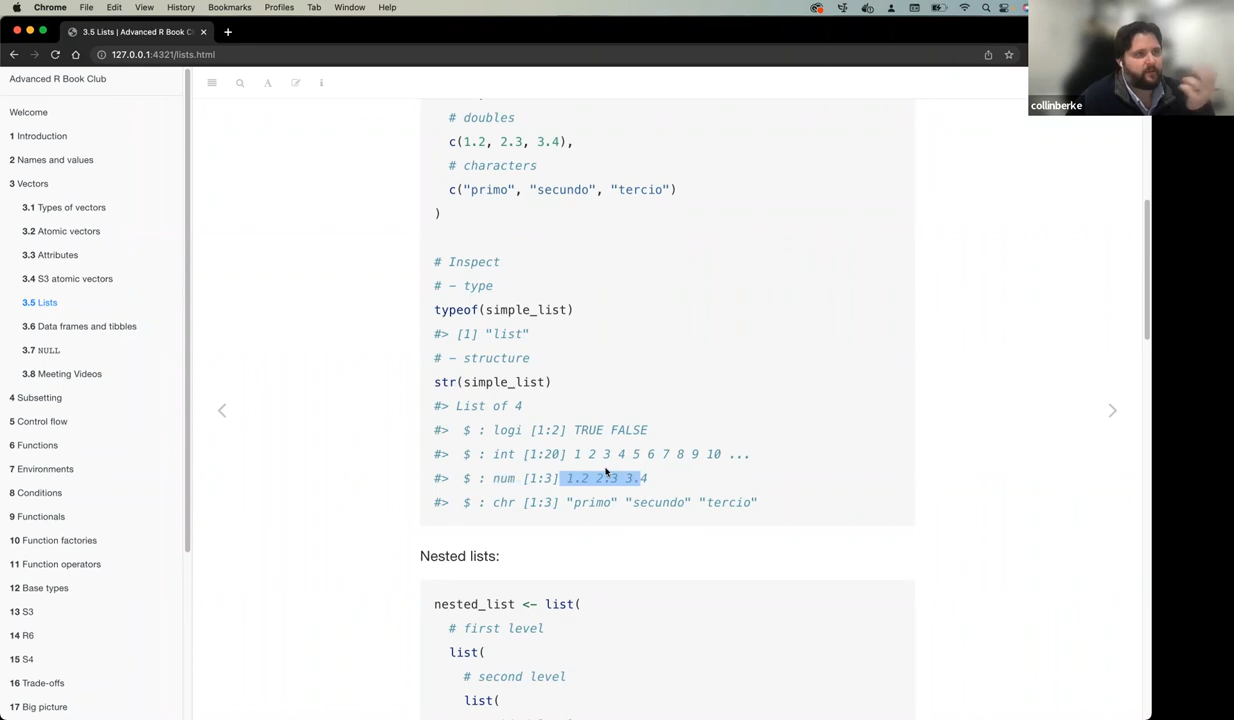 Chrome File Edit View History Bookmarks Profiles Tab Window Help
3.5 Lists | Advanced R Book C
127.0.0.1:4321/lists.html
collinberke
Advanced R Book Club
Welcome
1 Introduction
2 Names and values
3 Vectors
3.1 Types of vectors
3.2 Atomic vectors
3.3 Attributes
3.4 S3 atomic vectors
3.5 Lists
3.6 Data frames and tibbles
3.7 NULL
3.8 Meeting Videos
4 Subsetting
5 Control flow
6 Functions
7 Environments
8 Conditions
9 Functionals
10 Function factories
11 Function operators
12 Base types
13 S3
14 R6
15 S4
16 Trade-offs
17 Big picture
# doubles
c(1.2, 2.3, 3.4),
# characters
c("primo", "secundo", "tercio")
)
# Inspect
# - type
typeof(simple_list)
#> [1] "list"
# - structure
str(simple_list)
#> List of 4
#>  $ : logi [1:2] TRUE FALSE
#>  $ : int [1:20] 1 2 3 4 5 6 7 8 9 10 ...
#>  $ : num [1:3] 1.2 2.3 3.4
#>  $ : chr [1:3] "primo" "secundo" "tercio"
Nested lists:
nested_list <- list(
# first level
list(
# second level
list(